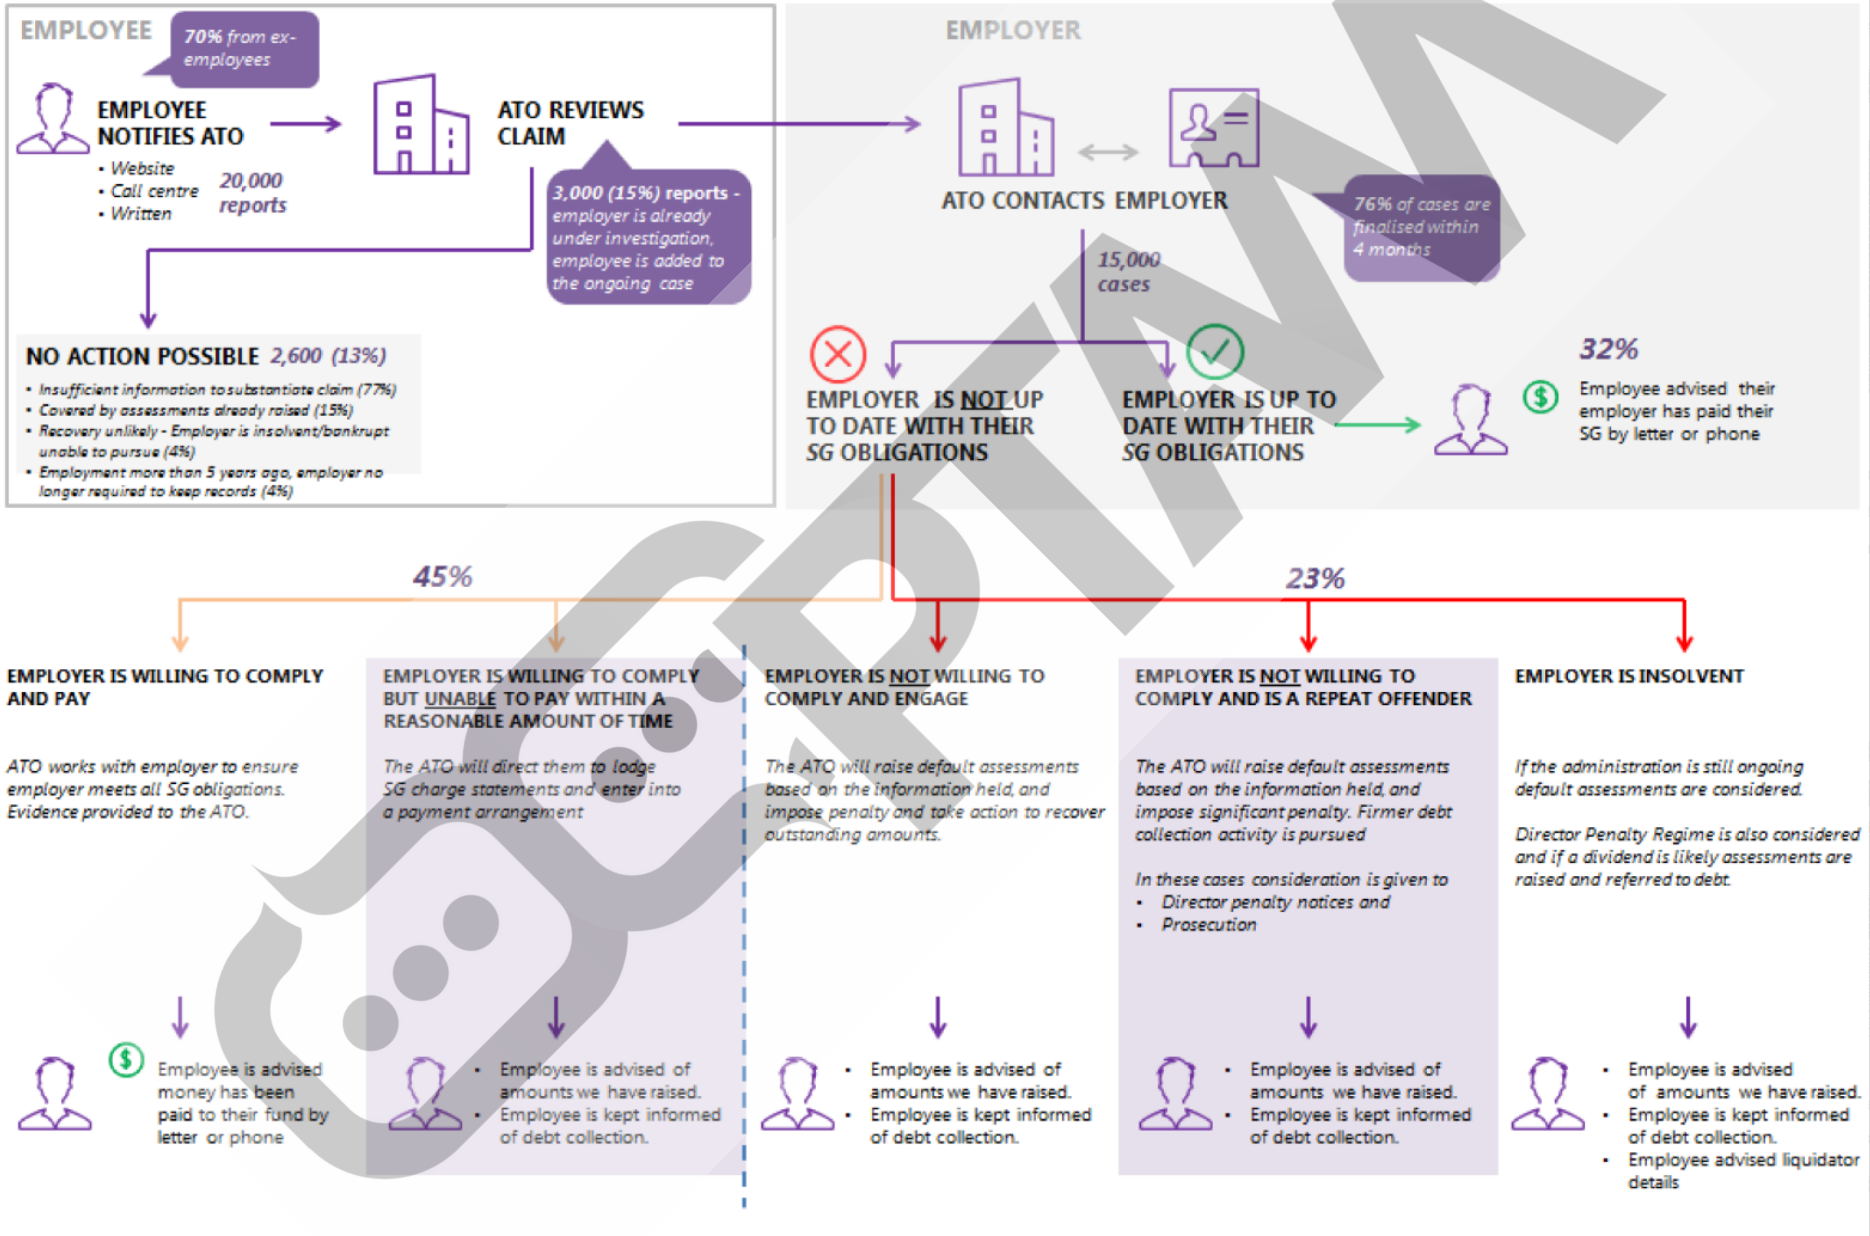 EMPLOYEE
70% from ex-
employees
EMPLOYEE
NOTIFIES ATO
• Website
• Call centre
• Written
20,000
reports
ATO REVIEWS
CLAIM
3,000 (15%) reports -
employer is already
under investigation,
employee is added to
the ongoing case
NO ACTION POSSIBLE 2,600 (13%)
• Insufficient information to substantiate claim (77%)
• Covered by assessments already raised (15%)
• Recovery unlikely - Employer is insolvent/bankrupt
unable to pursue (4%)
• Employment more than 5 years ago, employer no
longer required to keep records (4%)
EMPLOYER
ATO CONTACTS EMPLOYER
76% of cases are
finalised within
4 months
15,000
cases
EMPLOYER IS NOT UP
TO DATE WITH THEIR
SG OBLIGATIONS
EMPLOYER IS UP TO
DATE WITH THEIR
SG OBLIGATIONS
$
32%
Employee advised their
employer has paid their
SG by letter or phone
45%
23%
EMPLOYER IS WILLING TO COMPLY
AND PAY
ATO works with employer to ensure
employer meets all SG obligations.
Evidence provided to the ATO.
$
Employee is advised
money has been
paid to their fund by
letter or phone
EMPLOYER IS WILLING TO COMPLY
BUT UNABLE TO PAY WITHIN A
REASONABLE AMOUNT OF TIME
The ATO will direct them to lodge
SG charge statements and enter into
a payment arrangement
• Employee is advised of
amounts we have raised.
• Employee is kept informed
of debt collection.
EMPLOYER IS NOT WILLING TO
COMPLY AND ENGAGE
The ATO will raise default assessments
based on the information held, and
impose penalty and take action to recover
outstanding amounts.
• Employee is advised of
amounts we have raised.
• Employee is kept informed
of debt collection.
EMPLOYER IS NOT WILLING TO
COMPLY AND IS A REPEAT OFFENDER
The ATO will raise default assessments
based on the information held, and
impose significant penalty. Firmer debt
collection activity is pursued
In these cases consideration is given to
• Director penalty notices and
• Prosecution
• Employee is advised of
amounts we have raised.
• Employee is kept informed
of debt collection.
EMPLOYER IS INSOLVENT
If the administration is still ongoing
default assessments are considered.
Director Penalty Regime is also considered
and if a dividend is likely assessments are
raised and referred to debt.
• Employee is advised
of amounts we have raised.
• Employee is kept informed
of debt collection.
• Employee advised liquidator
details